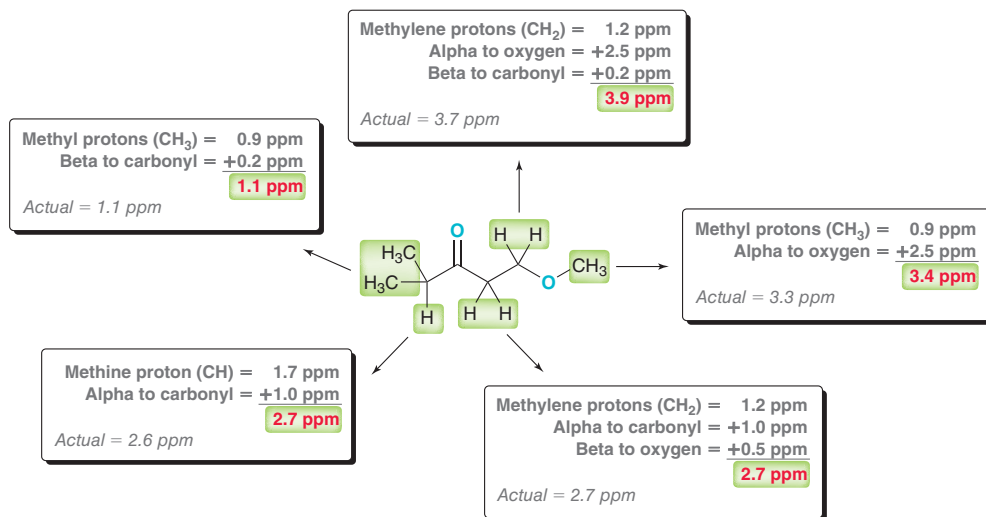 Methylene protons (CH₂) = 1.2 ppm
Alpha to oxygen = +2.5 ppm
Beta to carbonyl = +0.2 ppm
3.9 ppm
Actual = 3.7 ppm
Methyl protons (CH₃) = 0.9 ppm
Beta to carbonyl = +0.2 ppm
1.1 ppm
Actual = 1.1 ppm
Methyl protons (CH₃) = 0.9 ppm
Alpha to oxygen = +2.5 ppm
3.4 ppm
Actual = 3.3 ppm
O
H H
H₃C
CH₃
H₃C
O
H
H H
Methine proton (CH) = 1.7 ppm
Alpha to carbonyl = +1.0 ppm
2.7 ppm
Actual = 2.6 ppm
Methylene protons (CH₂) = 1.2 ppm
Alpha to carbonyl = +1.0 ppm
Beta to oxygen = +0.5 ppm
2.7 ppm
Actual = 2.7 ppm